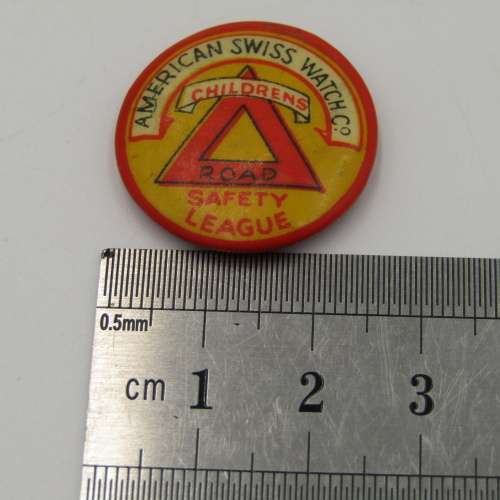 AMERICAN SWISS WATCH Co.
CHILDRENS
ROAD
SAFETY
LEAGUE
0.5mm
cm 1 2 3